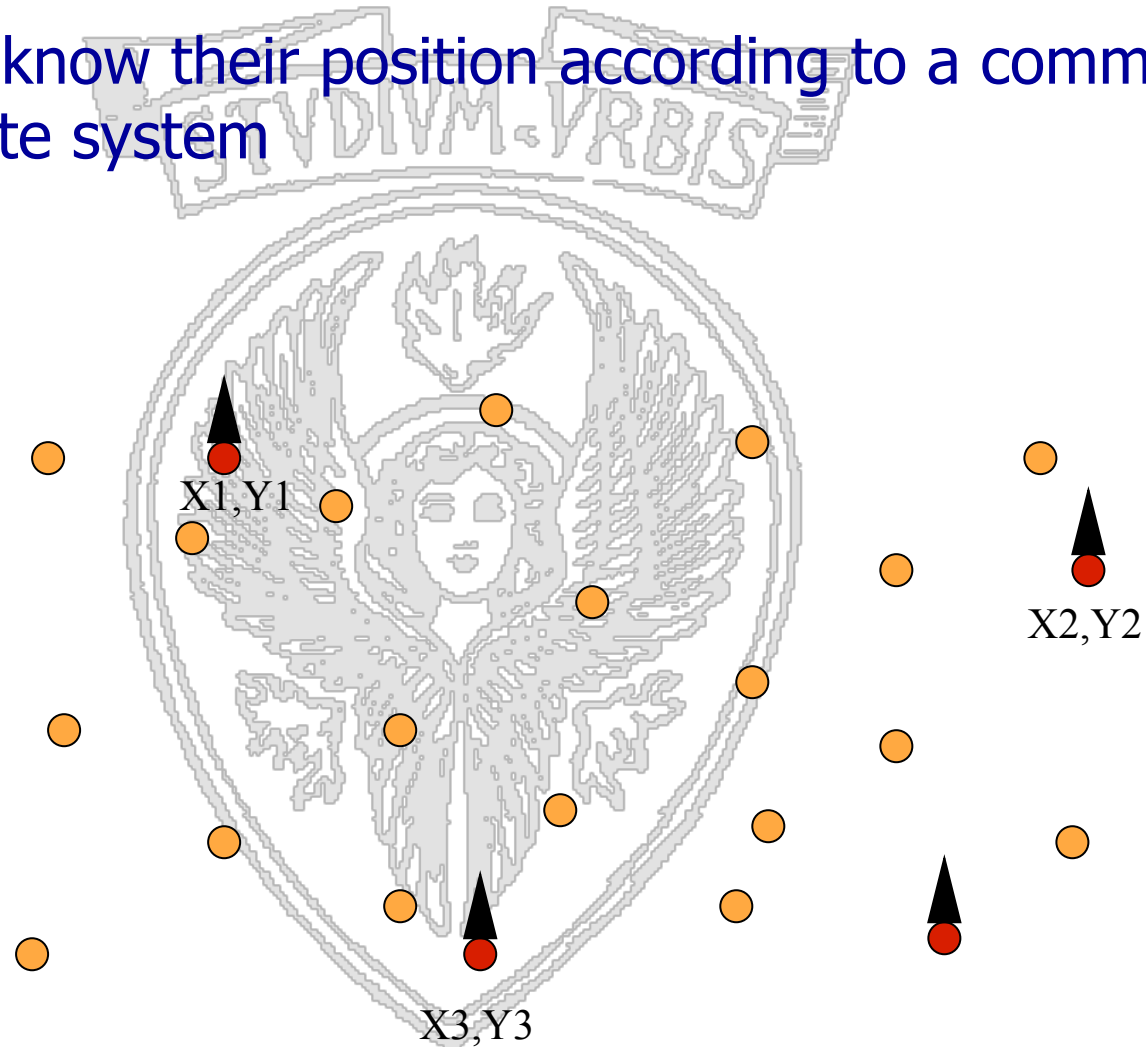 know their position according to a comm
te system
STVDIVM VRBIS
X1,Y1
X2,Y2
X3,Y3